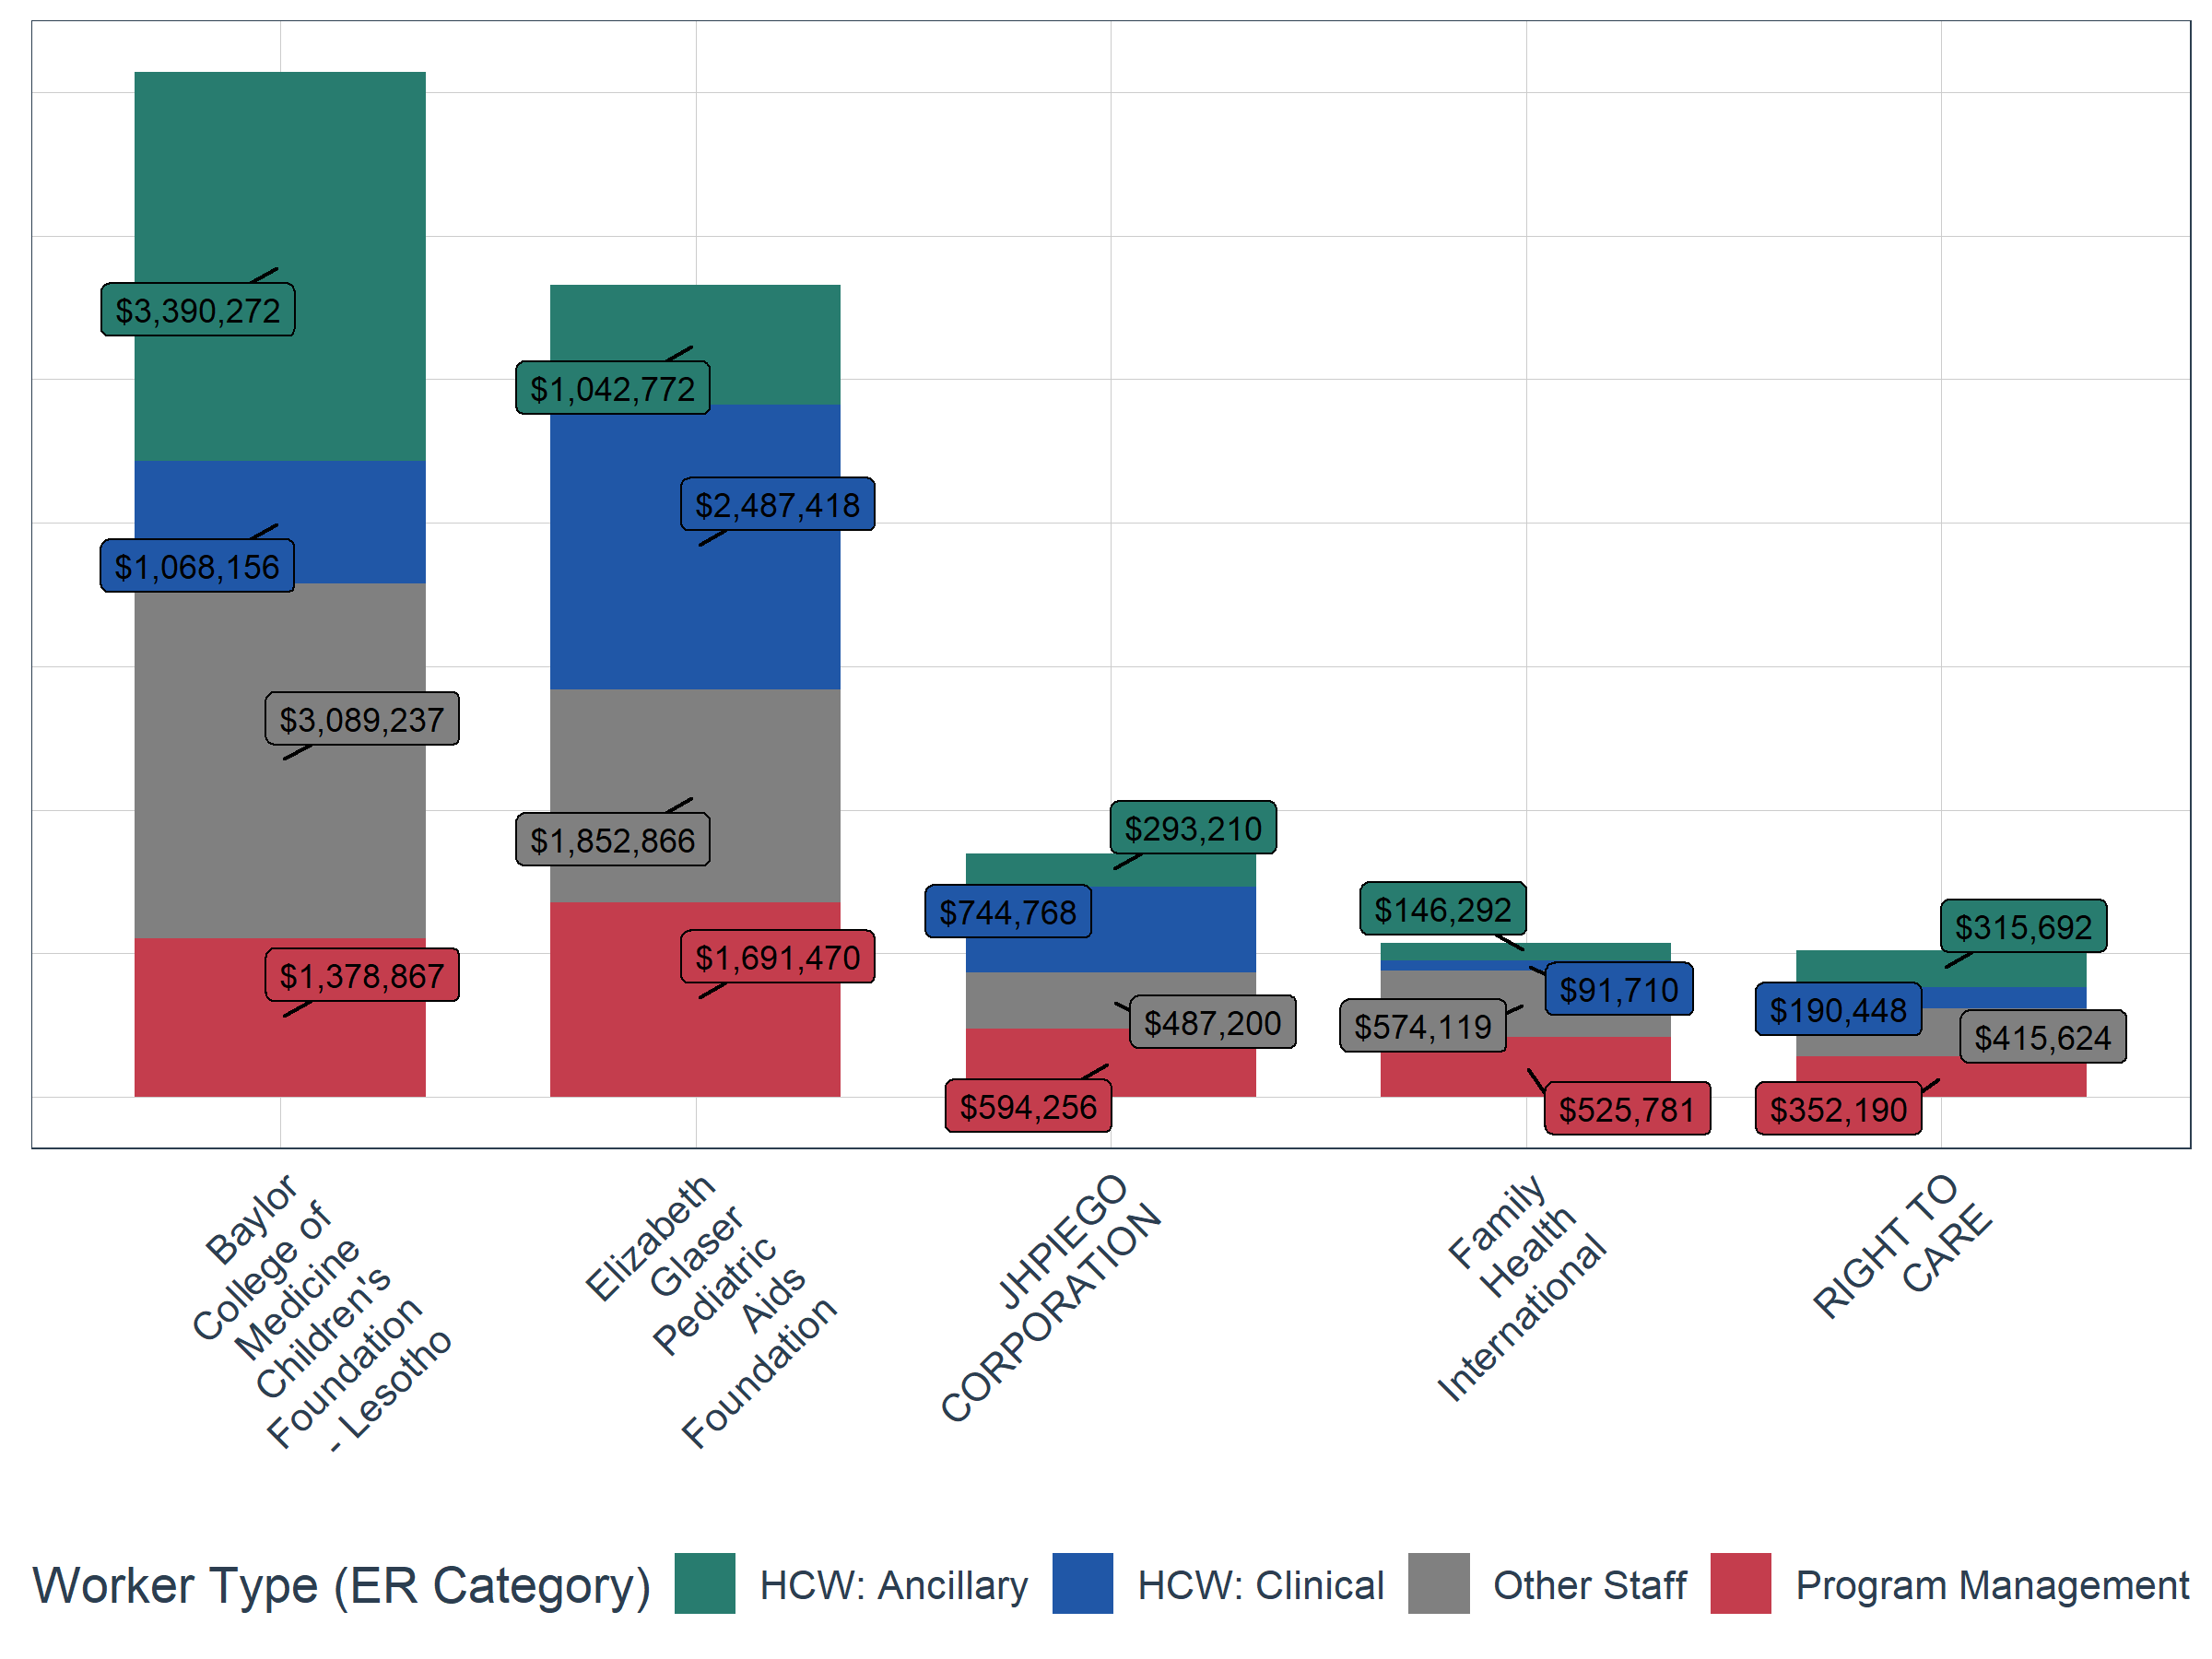 $3,390,272
$1,068,156
$3,089,237
$1,378,867
$1,042,772
$2,487,418
$1,852,866
$1,691,470
$293,210
$744,768
$487,200
$594,256
$146,292
$91,710
$574,119
$525,781
$315,692
$190,448
$415,624
$352,190
Baylor
College of
Medicine
Children's
Foundation
- Lesotho
Elizabeth
Glaser
Pediatric
Aids
Foundation
JHPIEGO
CORPORATION
Family
Health
International
RIGHT TO
CARE
Worker Type (ER Category) HCW: Ancillary HCW: Clinical Other Staff Program Management